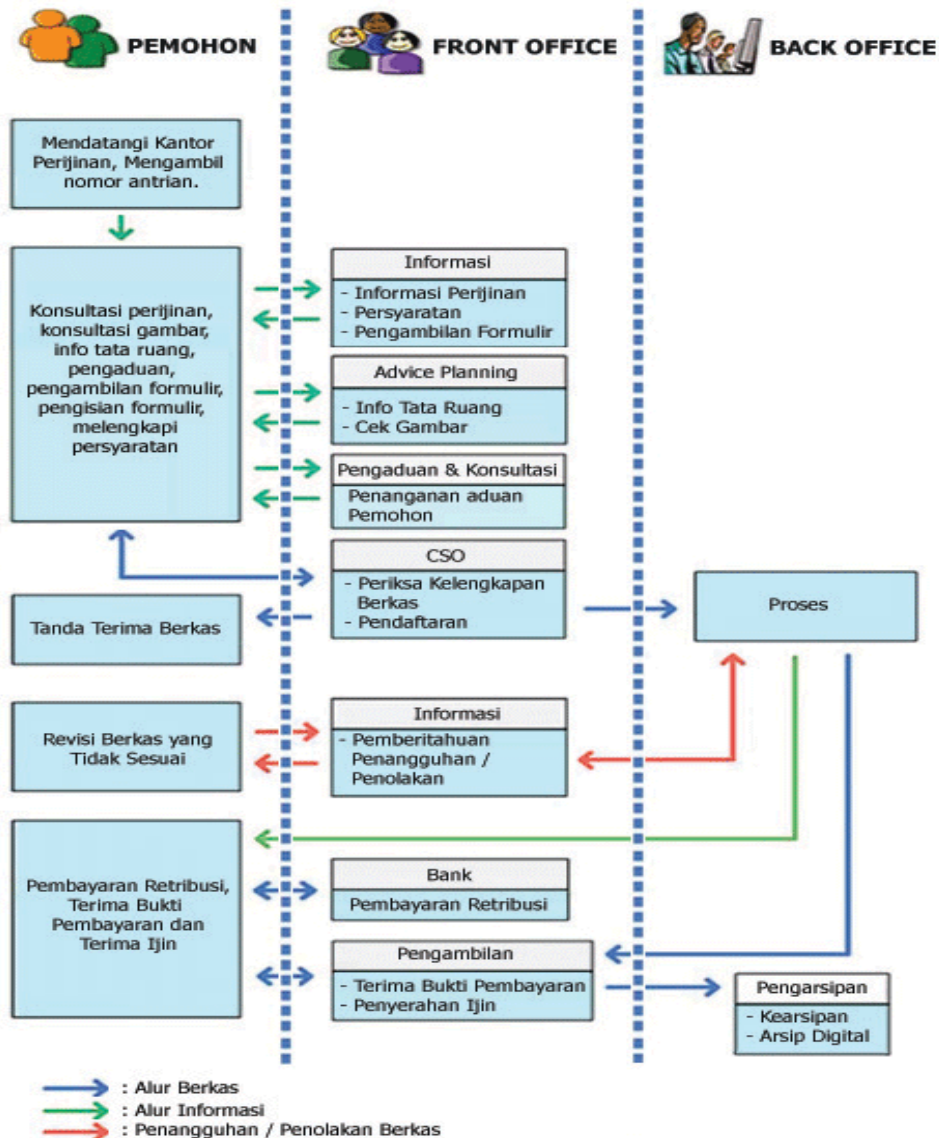 PEMOHON
FRONT OFFICE
BACK OFFICE
Mendatangi Kantor
Perijinan, Mengambil
nomor antrian.
Konsultasi perijinan,
konsultasi gambar,
info tata ruang,
pengaduan,
pengambilan formulir,
pengisian formulir,
melengkapi
persyaratan
Informasi
- Informasi Perijinan
- Persyaratan
- Pengambilan Formulir
Advice Planning
- Info Tata Ruang
- Cek Gambar
Pengaduan & Konsultasi
Penanganan aduan
Pemohon
CSO
- Periksa Kelengkapan
Berkas
- Pendaftaran
Proses
Tanda Terima Berkas
Revisi Berkas yang
Tidak Sesuai
Informasi
- Pemberitahuan
Penangguhan /
Penolakan
Pembayaran Retribusi,
Terima Bukti
Pembayaran dan
Terima Ijin
Bank
Pembayaran Retribusi
Pengambilan
- Terima Bukti Pembayaran
- Penyerahan Ijin
Pengarsipan
- Kearsipan
- Arsip Digital
: Alur Berkas
: Alur Informasi
: Penangguhan / Penolakan Berkas